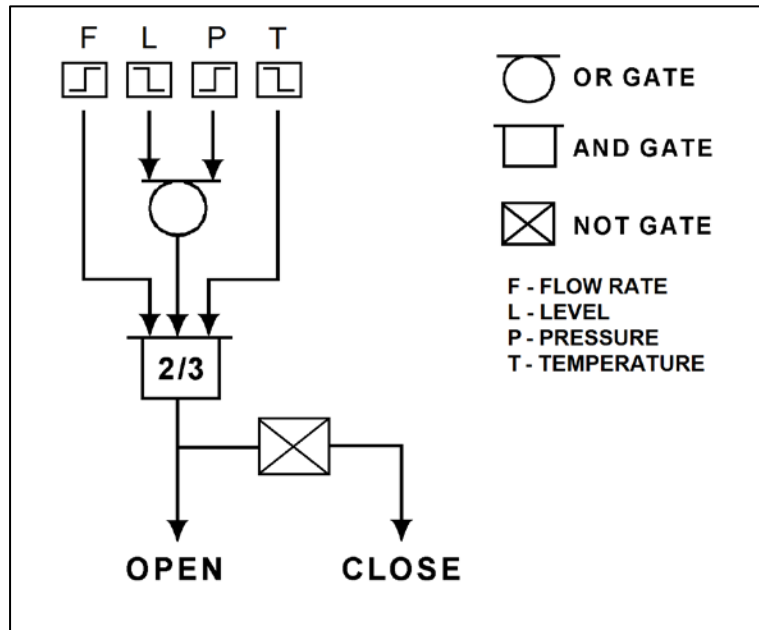 F L P T
OR GATE
AND GATE
NOT GATE
F - FLOW RATE
L - LEVEL
P - PRESSURE
T - TEMPERATURE
2/3
OPEN CLOSE